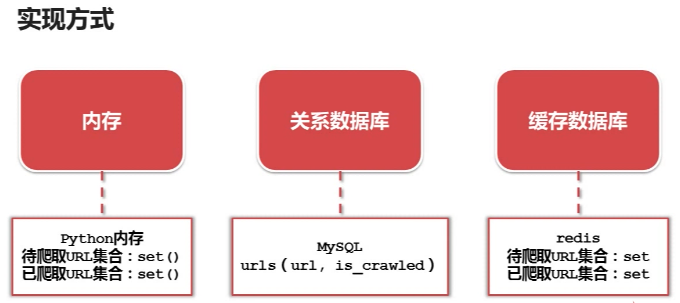 实现方式
内存
关系数据库
缓存数据库
Python内存
待爬取URL集合：set()
已爬取URL集合：set()
MySQL
urls(url, is_crawled)
redis
待爬取URL集合：set
已爬取URL集合：set